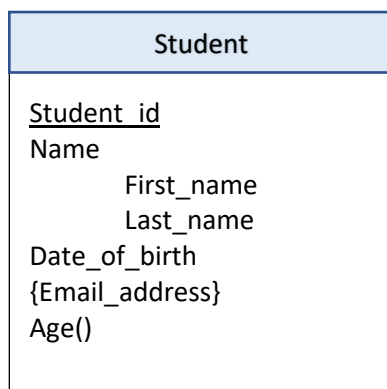 Student
Student_id
Name
First_name
Last_name
Date_of_birth
{Email_address}
Age()